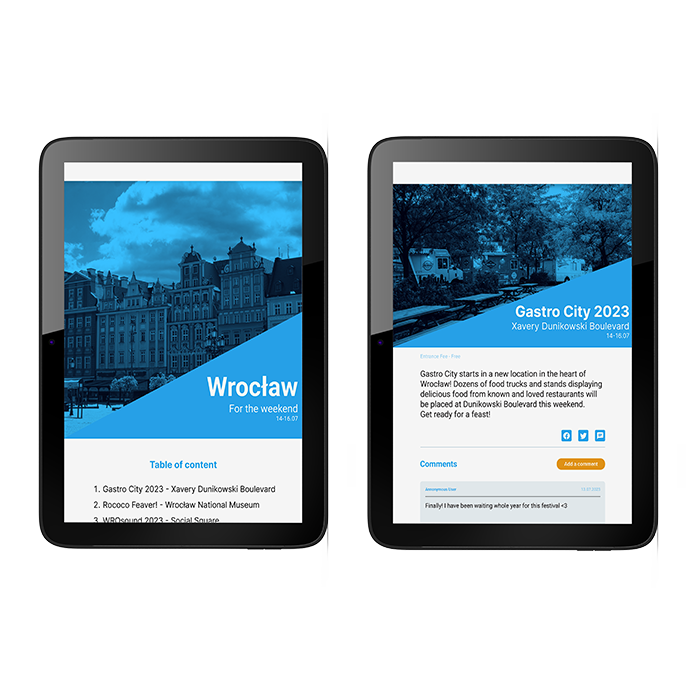 Wrocław
For the weekend
14-16.07
Table of content
1. Gastro City 2023 - Xavery Dunikowski Boulevard
2. Rococo Feaver! - Wrocław National Museum
3. WROsound 2023 - Social Square
Gastro City 2023
Xavery Dunikowski Boulevard
14-16.07
Entrance Fee - Free
Gastro City starts in a new location in the heart of
Wrocław! Dozens of food trucks and stands displaying
delicious food from known and loved restaurants will
be placed at Dunikowski Boulevard this weekend.
Get ready for a feast!
Comments
Add a comment
Anonymous User
Finally! I have been waiting whole year for this festival <3